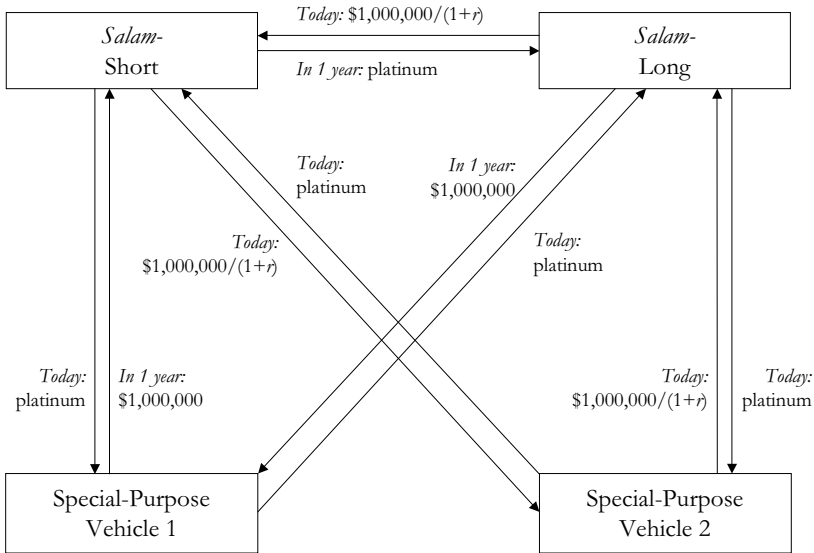 Today: $1,000,000/(1+r)
Salam-
Short
Salam-
Long
In 1 year: platinum
Today:
platinum
In 1 year:
$1,000,000
Today:
$1,000,000/(1+r)
Today:
platinum
Today:
platinum
In 1 year:
$1,000,000
Today:
$1,000,000/(1+r)
Today:
platinum
Special-Purpose
Vehicle 1
Special-Purpose
Vehicle 2